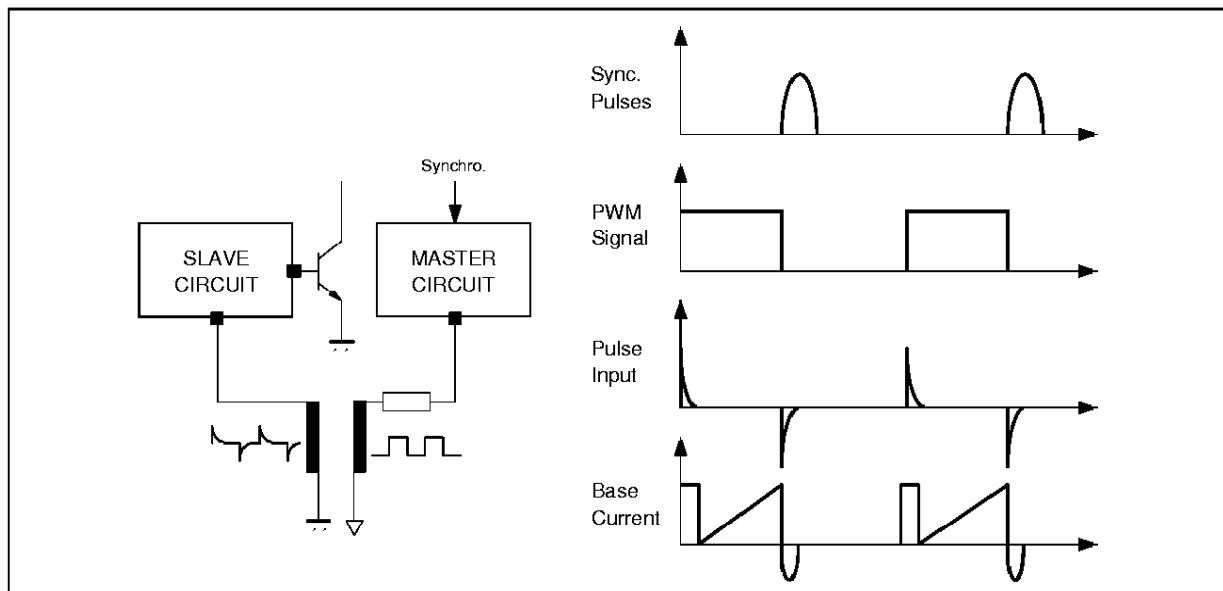 Synchro.
SLAVE
CIRCUIT
MASTER
CIRCUIT
Sync.
Pulses
PWM
Signal
Pulse
Input
Base
Current